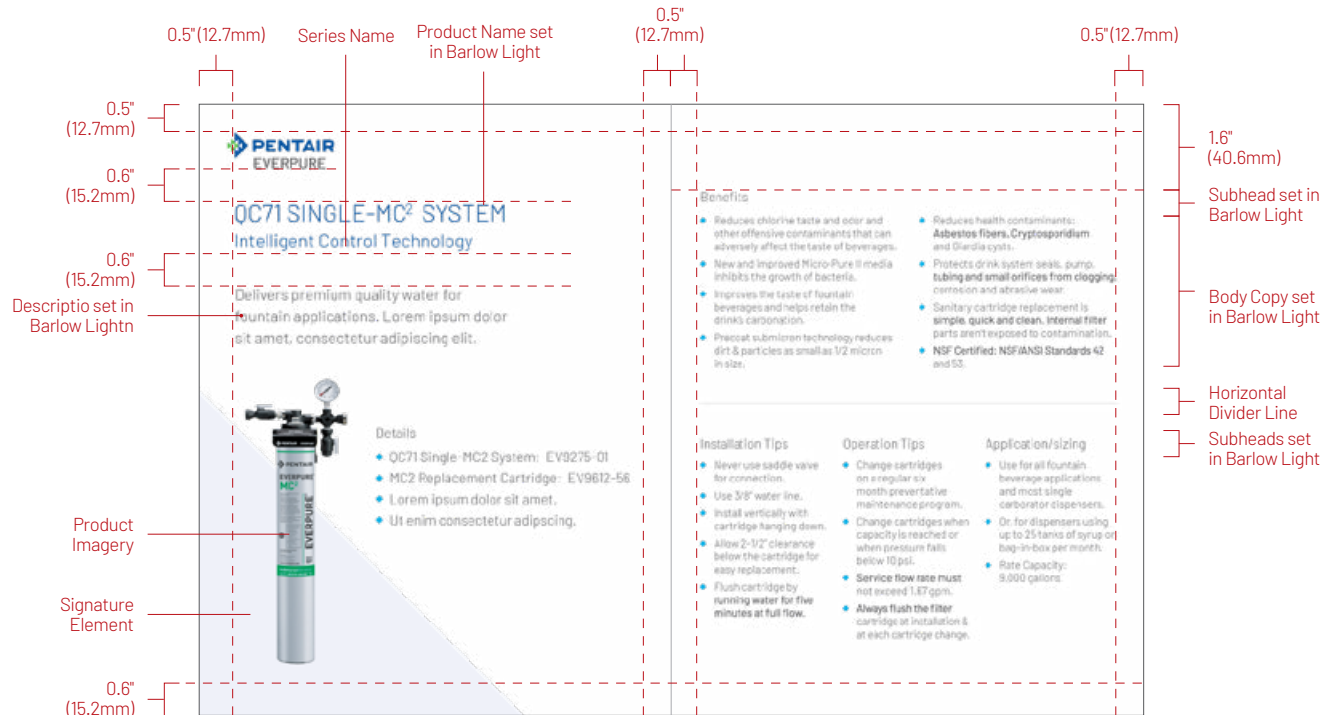 0.5"(12.7mm)
Series Name
Product Name set
in Barlow Light
0.5"
(12.7mm)
0.5"(12.7mm)
0.5"
(12.7mm)
0.6"
(15.2mm)
0.6"
(15.2mm)
Descriptio set in
Barlow Lightn
Product
Imagery
Signature
Element
0.6"
(15.2mm)
PENTAIR
EVERPURE
QC71 SINGLE-MC² SYSTEM
Intelligent Control Technology
Delivers premium quality water for
fountain applications. Lorem ipsum dolor
sit amet, consectetur adipiscing elit.
PENTAIR
EVERPURE
MC²
EVERPURE
Details
QC71 Single-MC2 System: EV9275-01
MC2 Replacement Cartridge: EV9612-56
Lorem ipsum dolor sit amet.
Ut enim consectetur adipscing.
Benefits
Reduces chlorine taste and odor and
other offensive contaminants that can
adversely affect the taste of beverages.
New and improved Micro-Pure II media
inhibits the growth of bacteria.
Improves the taste of fountain
beverages and helps retain the
drink's carbonation.
Precoat submicron technology reduces
dirt & particles as small as 1/2 micron
in size.
Reduces health contaminants:
Asbestos fibers, Cryptosporidium
and Giardia cysts.
Protects drink system seals, pump,
tubing and small orifices from clogging,
corrosion and abrasive wear.
Sanitary cartridge replacement is
simple, quick and clean. Internal filter
parts aren't exposed to contamination.
NSF Certified: NSF/ANSI Standards 42
and 53.
Installation Tips
Never use saddle valve
for connection.
Use 3/8" water line.
Install vertically with
cartridge hanging down.
Allow 2-1/2" clearance
below the cartridge for
easy replacement.
Flush cartridge by
running water for five
minutes at full flow.
Operation Tips
Change cartridges
on a regular six
month preventative
maintenance program.
Change cartridges when
capacity is reached or
when pressure falls
below 10 psi.
Service flow rate must
not exceed 1.67 gpm.
Always flush the filter
cartridge at installation &
at each cartridge change.
Application/sizing
Use for all fountain
beverage applications
and most single
carborator dispensers.
Or, for dispensers using
up to 25 tanks of syrup or
bag-in-box per month.
Rate Capacity:
9,000 gallons.
1.6"
(40.6mm)
Subhead set in
Barlow Light
Body Copy set
in Barlow Light
Horizontal
Divider Line
Subheads set
in Barlow Light